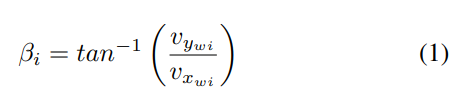 β_i = tan^{-1} ( v_{y_{wi}} / v_{x_{wi}} ) (1)